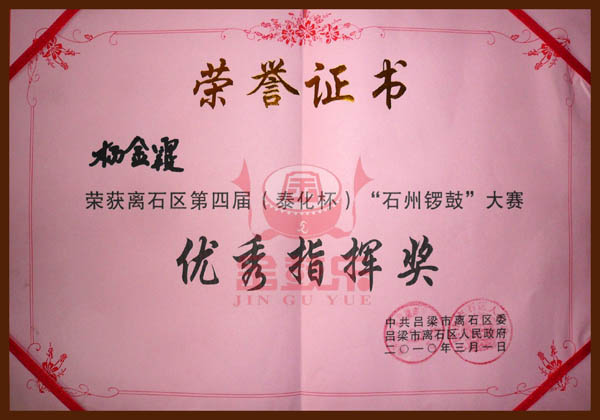 荣誉证书
杨金鼍
荣获离石区第四届（泰化杯）“石州锣鼓”大赛
优秀指挥奖
JIN GU YUE
中共吕梁市离石区委
吕梁市离石区人民政府
二〇一〇年三月一日